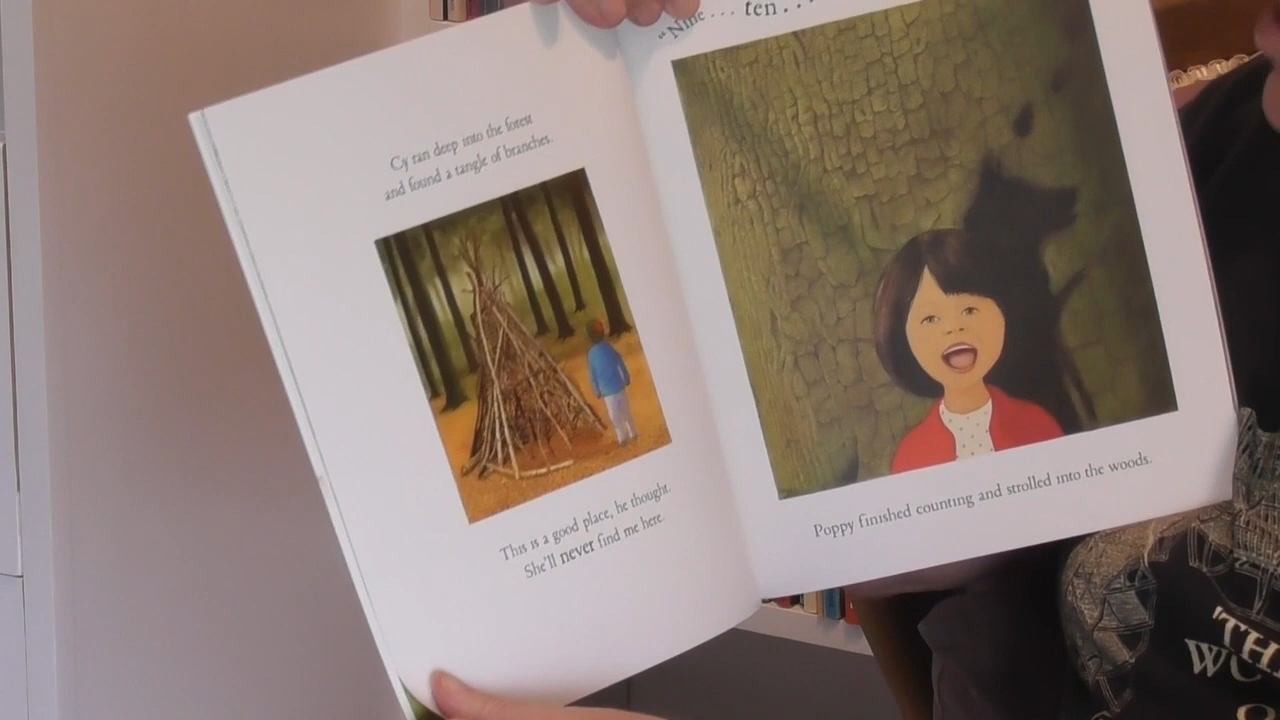 Cy ran deep into the forest
and found a tangle of branches.
This is a good place, he thought.
She'll never find me here.
"Nine... ten...
Poppy finished counting and strolled into the woods.